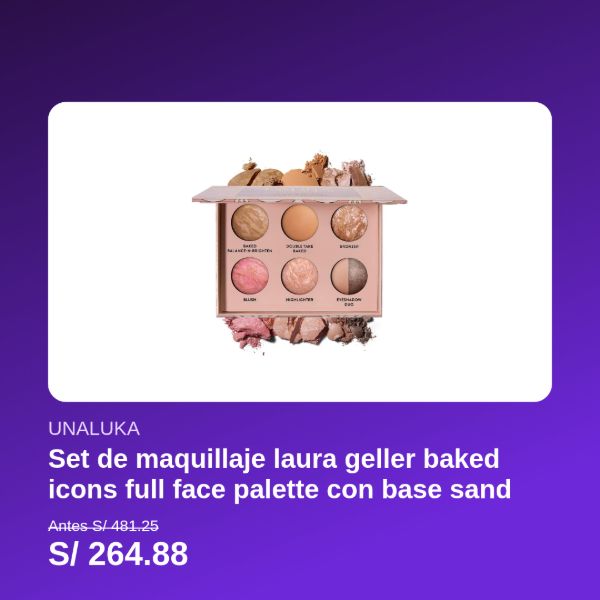 BAKED
BALANCE-N-BRIGHTEN
DOUBLE TAKE
BAKED
BRONZER
BLUSH
HIGHLIGHTER
EYESHADOW
DUO
UNALUKA
Set de maquillaje laura geller baked
icons full face palette con base sand
Antes S/ 481.25
S/ 264.88